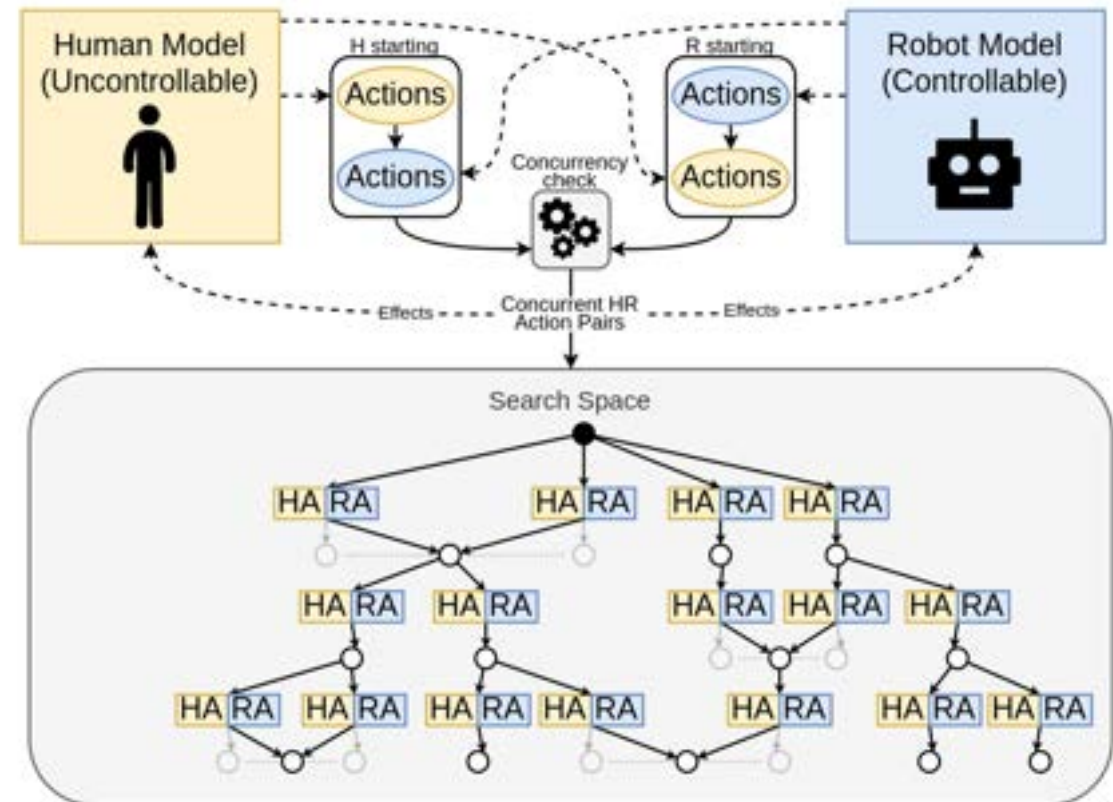 Human Model
(Uncontrollable)
H starting
Actions
Actions
R starting
Actions
Actions
Robot Model
(Controllable)
Concurrency
check
Effects
Concurrent HR
Action Pairs
Effects
Search Space
HA RA HA RA HA RA HA RA
HA RA HA RA HA RA HA RA HA RA
HA RA HA RA HA RA HA RA HA RA HA RA HA RA